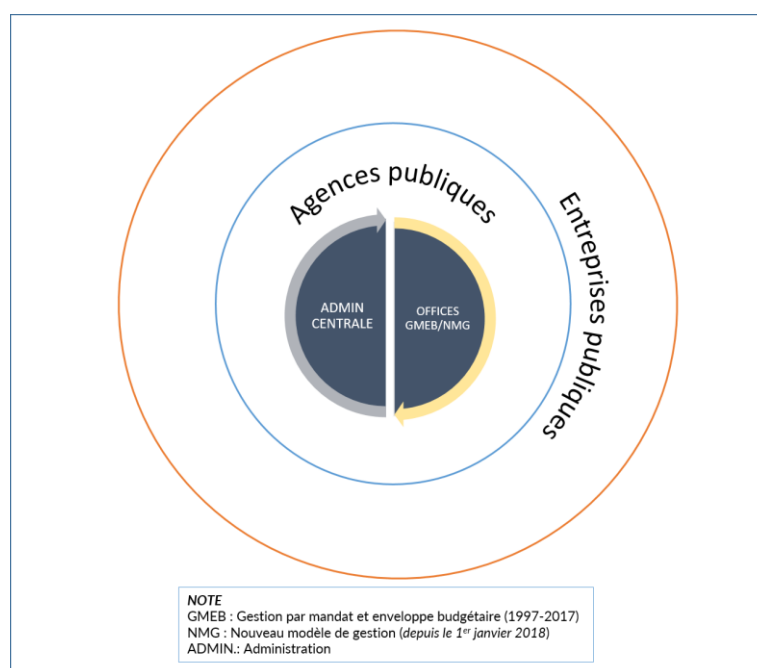 Agences publiques
Entreprises publiques
ADMIN
CENTRALE
OFFICES
GMEB/NMG
NOTE
GMEB : Gestion par mandat et enveloppe budgétaire (1997-2017)
NMG : Nouveau modèle de gestion (depuis le 1er janvier 2018)
ADMIN.: Administration